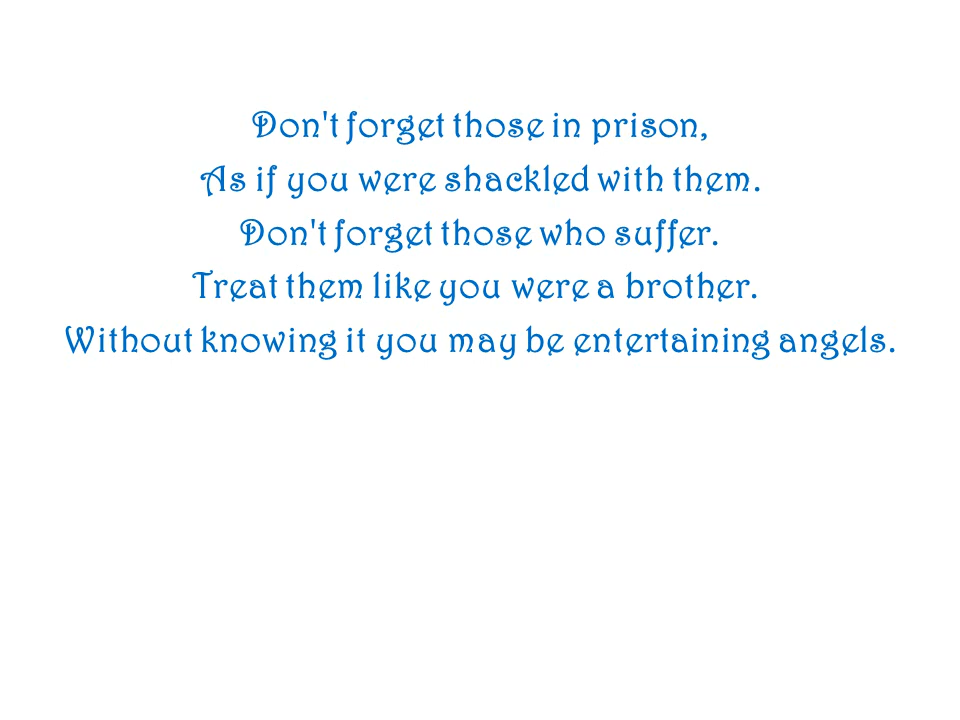 Don't forget those in prison,
As if you were shackled with them.
Don't forget those who suffer.
Treat them like you were a brother.
Without knowing it you may be entertaining angels.